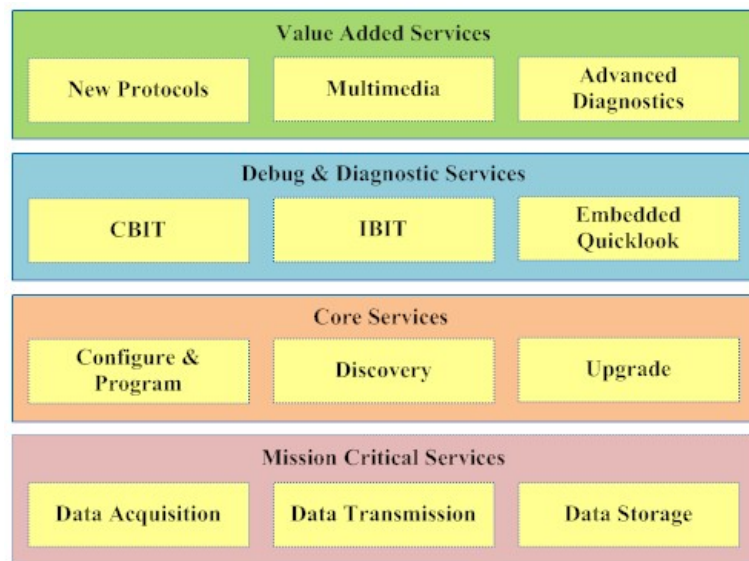 Value Added Services
New Protocols
Multimedia
Advanced
Diagnostics
Debug & Diagnostic Services
CBIT
IBIT
Embedded
Quicklook
Core Services
Configure &
Program
Discovery
Upgrade
Mission Critical Services
Data Acquisition
Data Transmission
Data Storage